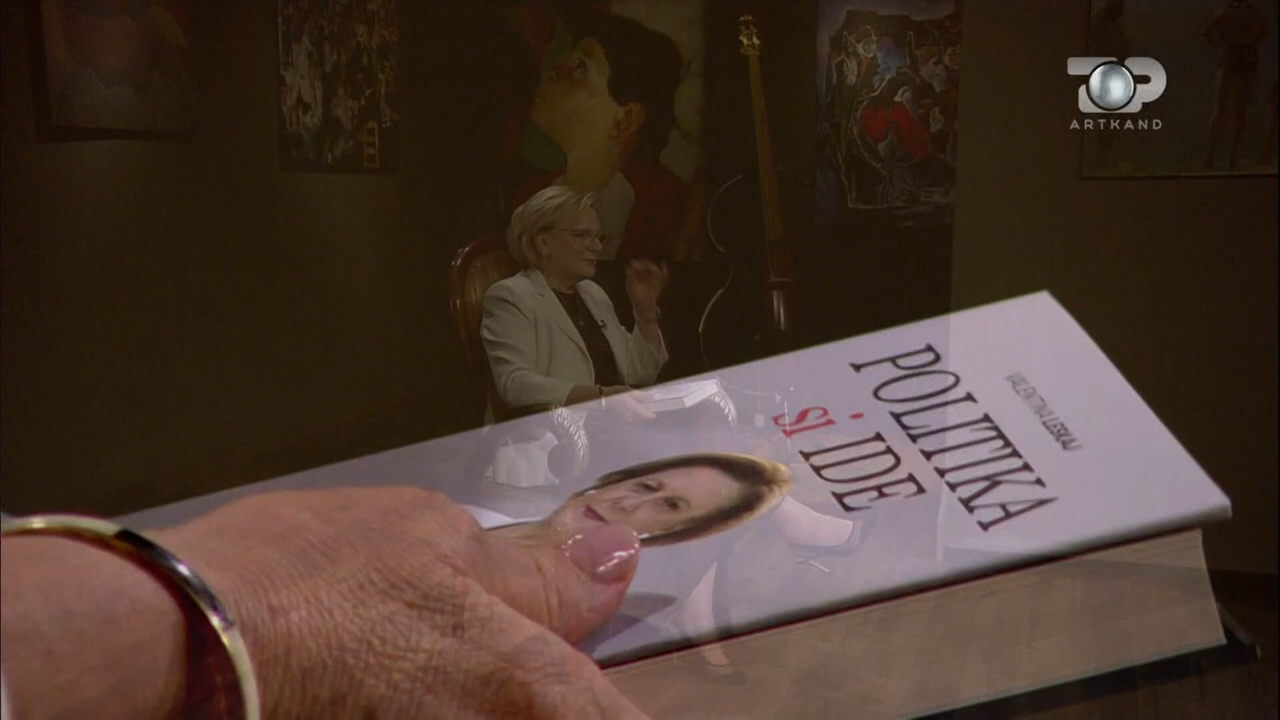 TOP
ARTKAND
VALENTINA LESKAJ
POLITIKA
si IDE